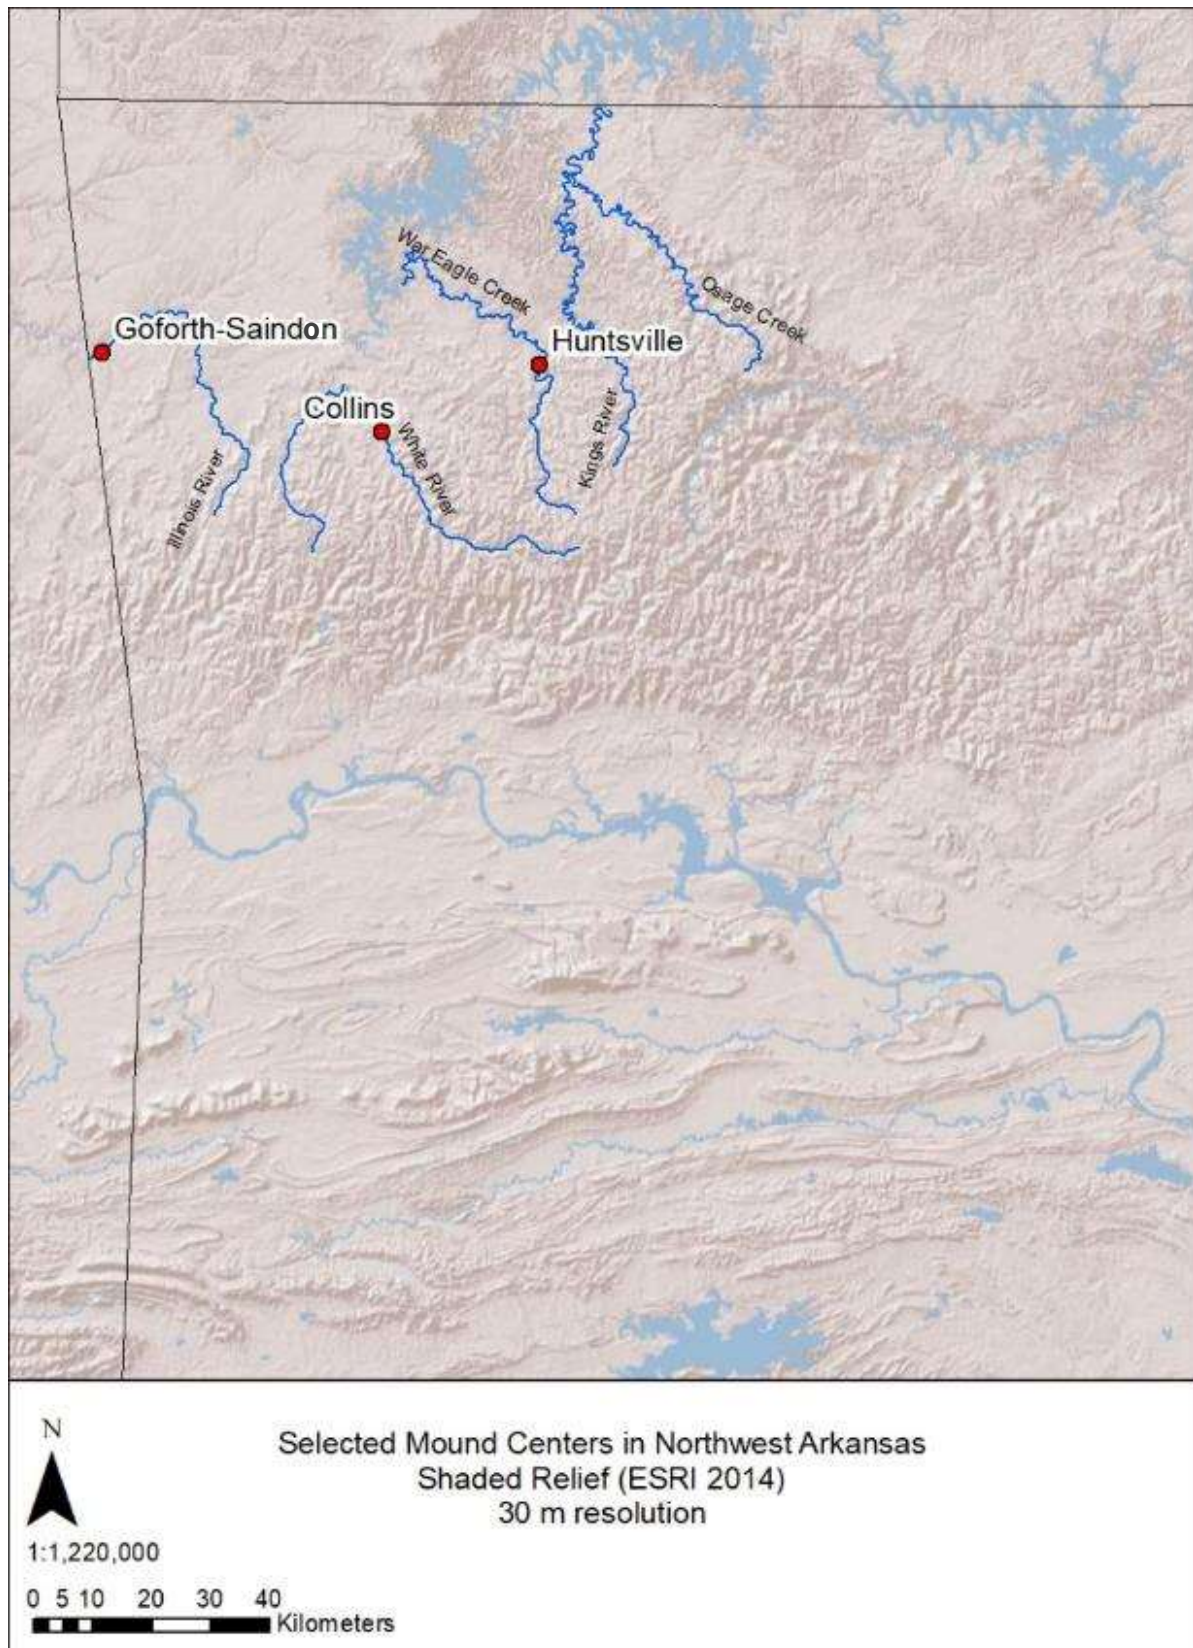 War Eagle Creek
Osage Creek
Goforth-Saindon
Huntsville
Collins
Kings River
White River
Illinois River
N
Selected Mound Centers in Northwest Arkansas
Shaded Relief (ESRI 2014)
30 m resolution
1:1,220,000
0 5 10 20 30 40
Kilometers